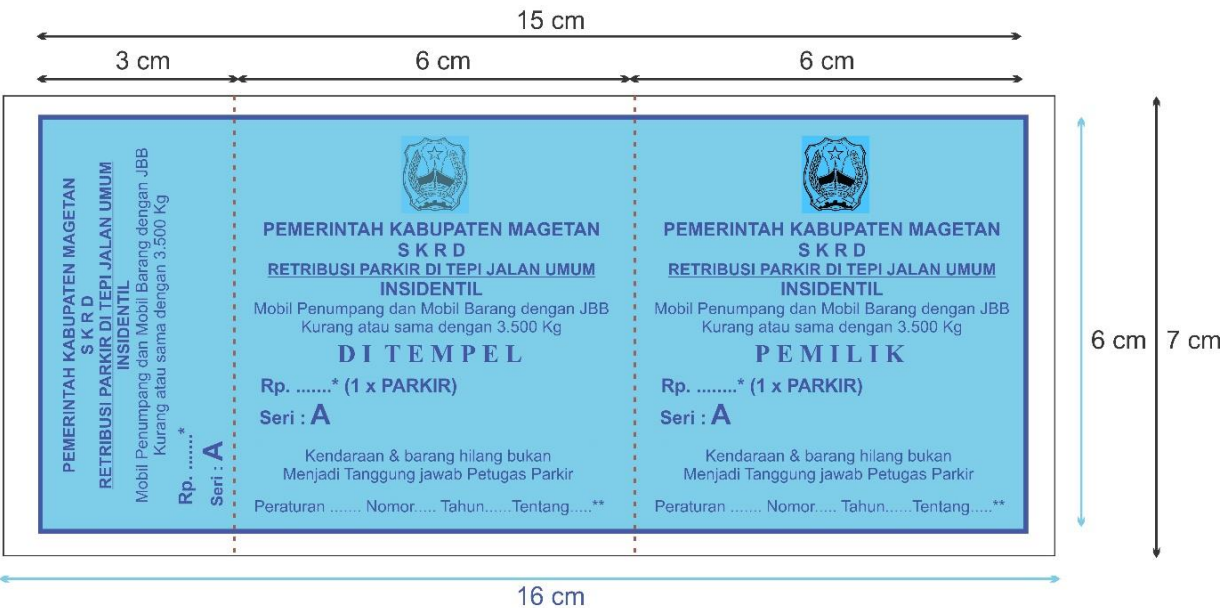 15 cm
3 cm
6 cm
6 cm
PEMERINTAH KABUPATEN MAGETAN
S K R D
RETRIBUSI PARKIR DI TEPI JALAN UMUM
INSIDENTIL
Mobil Penumpang dan Mobil Barang dengan JBB
Kurang atau sama dengan 3.500 Kg
Rp. .......*
Seri : A
PEMERINTAH KABUPATEN MAGETAN
S K R D
RETRIBUSI PARKIR DI TEPI JALAN UMUM
INSIDENTIL
Mobil Penumpang dan Mobil Barang dengan JBB
Kurang atau sama dengan 3.500 Kg
DI TEMPEL
Rp. .......* (1 x PARKIR)
Seri : A
Kendaraan & barang hilang bukan
Menjadi Tanggung jawab Petugas Parkir
Peraturan ....... Nomor..... Tahun......Tentang.....**
PEMERINTAH KABUPATEN MAGETAN
S K R D
RETRIBUSI PARKIR DI TEPI JALAN UMUM
INSIDENTIL
Mobil Penumpang dan Mobil Barang dengan JBB
Kurang atau sama dengan 3.500 Kg
PEMILIK
Rp. ........* (1 x PARKIR)
Seri : A
Kendaraan & barang hilang bukan
Menjadi Tanggung jawab Petugas Parkir
Peraturan ....... Nomor..... Tahun......Tentang.....**
6 cm
7 cm
16 cm